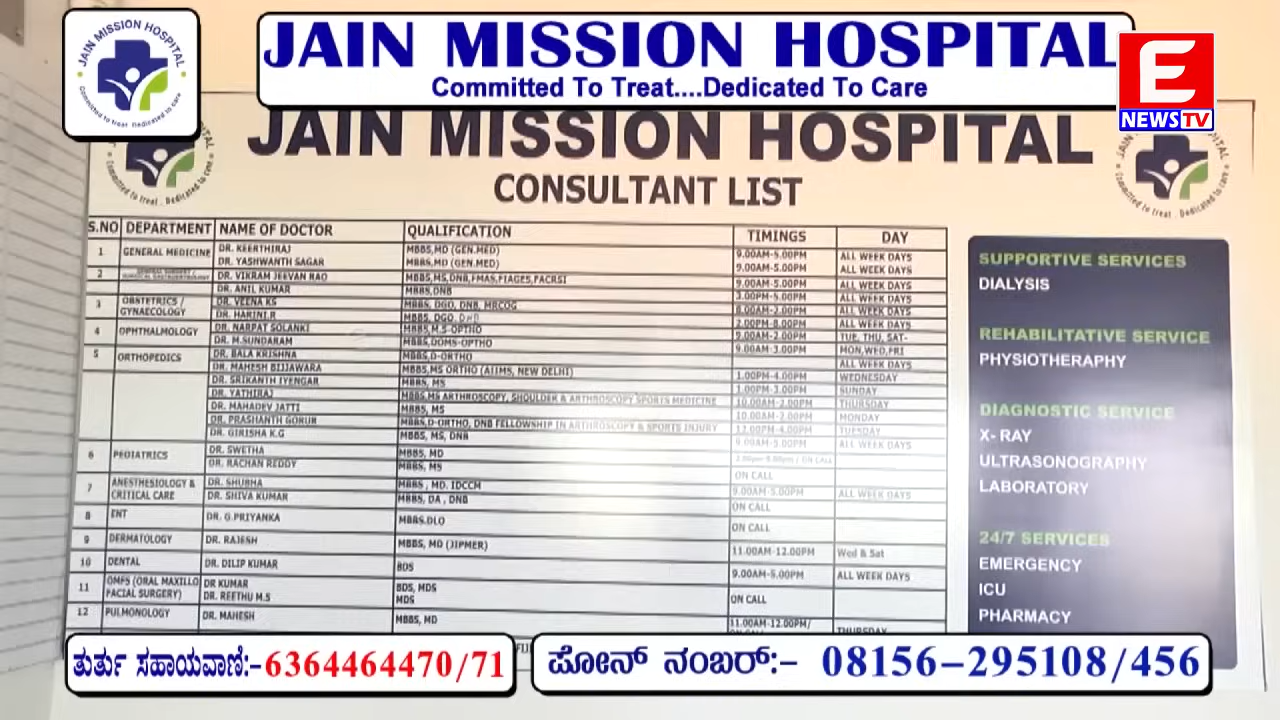 JAIN MISSION HOSPITAL
Committed To Treat....Dedicated To Care
JAIN MISSION HOSPITAL
Committed to treat Dedicated to care
E
NEWSTV
JAIN MISSION HOSPITAL
CONSULTANT LIST
Committed to treat . Dedicated to care
S.NO DEPARTMENT NAME OF DOCTOR QUALIFICATION TIMINGS DAY
1 GENERAL MEDICINE DR. KEERTHIRAJ MBBS,MD (GEN.MED) 9.00AM-5.00PM ALL WEEK DAYS
DR. YASHWANTH SAGAR MBBS,MD (GEN.MED) 9.00AM-5.00PM ALL WEEK DAYS
2 DR. VIKRAM JEEVAN RAO MBBS,MS,DNB,FMAS,FIAGES,FACRSI 9.00AM-5.00PM ALL WEEK DAYS
DR. ANIL KUMAR MBBS,DNB 3.00PM-5.00PM ALL WEEK DAYS
3 OBSTETRICS / GYNAECOLOGY DR. VEENA KS MBBS, DGO, DNB, MRCOG 8.00AM-2.00PM ALL WEEK DAYS
DR. HARINI.R MBBS, DGO. DNB 2.00PM-8.00PM ALL WEEK DAYS
4 OPHTHALMOLOGY DR. NARPAT SOLANKI MBBS,M.S-OPTHO 9.00AM-2.00PM TUE, THU, SAT-
DR. M.SUNDARAM MBBS,DOMS-OPTHO 9.00AM-3.00PM MON,WED,FRI
5 ORTHOPEDICS DR. BALA KRISHNA MBBS,D-ORTHO ALL WEEK DAYS
DR. MAHESH BIJJAWARA MBBS,MS ORTHO (AIIMS, NEW DELHI) 1.00PM-4.00PM WEDNESDAY
DR. SRIKANTH IYENGAR MBBS, MS 1.00PM-3.00PM SUNDAY
DR. YATHIRAJ MBBS,MS ARTHROSCOPY, SHOULDER & ARTHROSCOPY SPORTS MEDICINE 10.00AM-2.00PM THURSDAY
DR. MAHADEV JATTI MBBS, MS 10.00AM-2.00PM MONDAY
DR. PRASHANTH GORUR MBBS,D-ORTHO, DNB FELLOWSHIP IN ARTHROSCOPY & SPORTS INJURY 12.00PM-4.00PM TUESDAY
DR. GIRISHA K.G MBBS, MS, DNB 9.00AM-5.00PM ALL WEEK DAYS
6 PEDIATRICS DR. SWETHA MBBS, MD
DR. RACHAN REDDY MBBS, MS ON CALL
7 ANESTHESIOLOGY & CRITICAL CARE DR. SHUBHA MBBS , MD. IDCCM 9.00AM-5.00PM ALL WEEK DAYS
DR. SHIVA KUMAR MBBS, DA , DNB ON CALL
8 ENT DR. G.PRIYANKA MBBS.DLO ON CALL
9 DERMATOLOGY DR. RAJESH MBBS, MD (JIPMER) 11.00AM-12.00PM Wed & Sat
10 DENTAL DR. DILIP KUMAR BDS 9.00AM-5.00PM ALL WEEK DAYS
11 OMFS (ORAL MAXILLO FACIAL SURGERY) DR KUMAR BDS, MDS ON CALL
DR. REETHU M.S MDS
12 PULMONOLOGY DR. MAHESH MBBS, MD 11.00AM-12.00PM/ THURSDAY
SUPPORTIVE SERVICES
DIALYSIS
REHABILITATIVE SERVICE
PHYSIOTHERAPHY
DIAGNOSTIC SERVICE
X- RAY
ULTRASONOGRAPHY
LABORATORY
24/7 SERVICES
EMERGENCY
ICU
PHARMACY
ತುರ್ತು ಸಹಾಯವಾಣಿ:-6364464470/71
ಫೋನ್ ನಂಬರ್:- 08156-295108/456